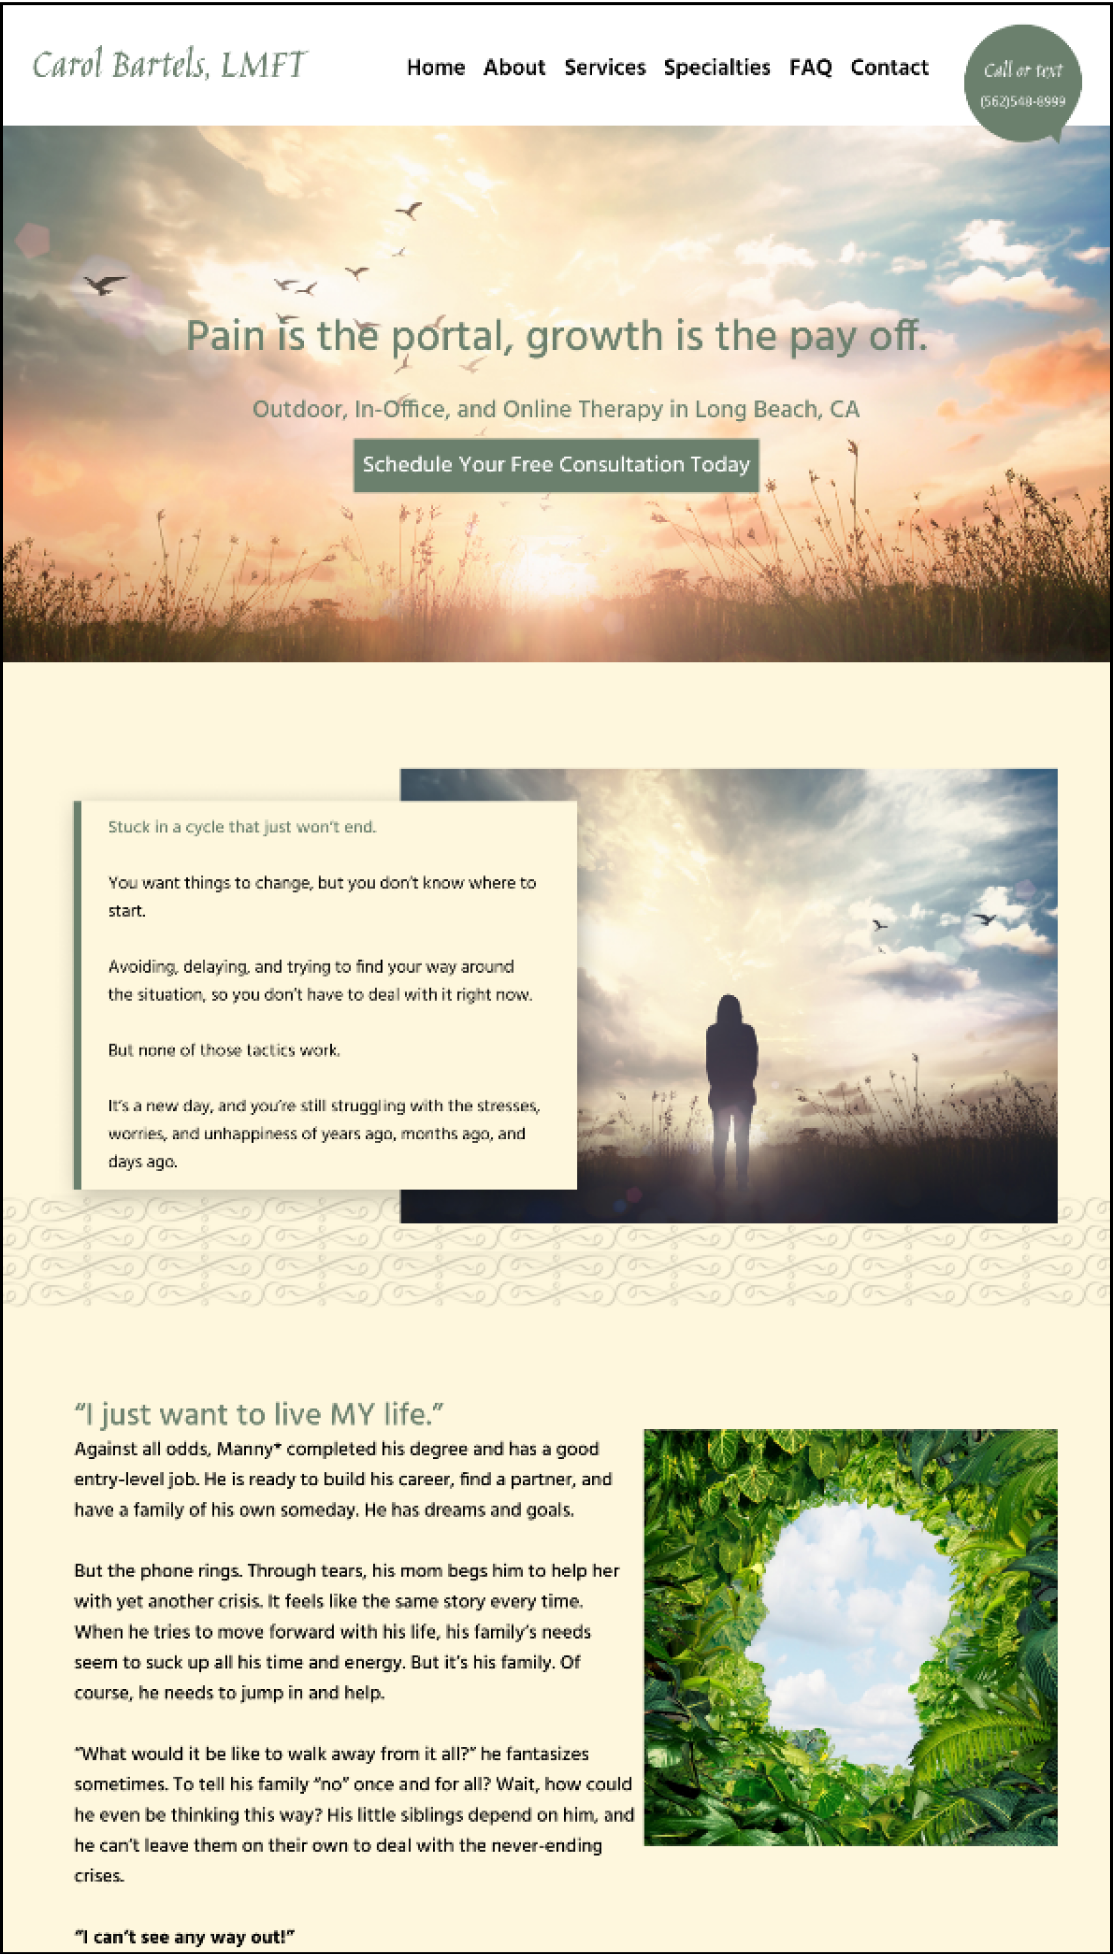 Carol Bartels, LMFT
Home About Services Specialties FAQ Contact
Call or text
(562)548-8999
Pain is the portal, growth is the pay off.
Outdoor, In-Office, and Online Therapy in Long Beach, CA
Schedule Your Free Consultation Today
Stuck in a cycle that just won’t end.
You want things to change, but you don’t know where to
start.
Avoiding, delaying, and trying to find your way around
the situation, so you don’t have to deal with it right now.
But none of those tactics work.
It’s a new day, and you’re still struggling with the stresses,
worries, and unhappiness of years ago, months ago, and
days ago.
“I just want to live MY life.”
Against all odds, Manny* completed his degree and has a good
entry-level job. He is ready to build his career, find a partner, and
have a family of his own someday. He has dreams and goals.
But the phone rings. Through tears, his mom begs him to help her
with yet another crisis. It feels like the same story every time.
When he tries to move forward with his life, his family’s needs
seem to suck up all his time and energy. But it’s his family. Of
course, he needs to jump in and help.
“What would it be like to walk away from it all?” he fantasizes
sometimes. To tell his family “no” once and for all? Wait, how could
he even be thinking this way? His little siblings depend on him, and
he can’t leave them on their own to deal with the never-ending
crises.
“I can’t see any way out!”